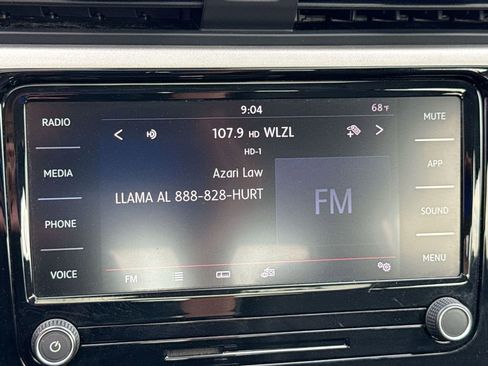 9:04
68°F
RADIO
MUTE
107.9 HD WLZL
HD-1
MEDIA
APP
Azari Law
LLAMA AL 888-828-HURT
FM
PHONE
SOUND
VOICE
FM
MENU